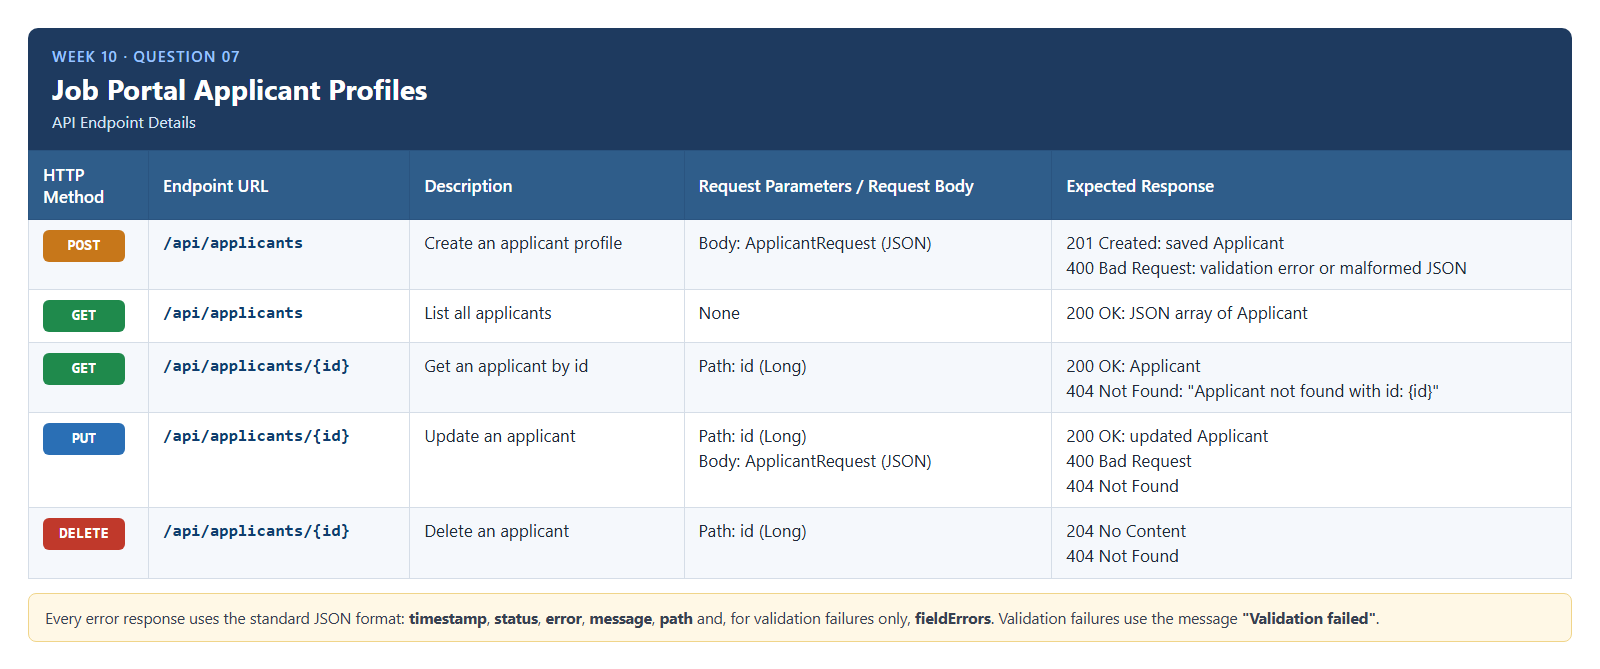 WEEK 10 · QUESTION 07
Job Portal Applicant Profiles
API Endpoint Details
HTTP Method
Endpoint URL
Description
Request Parameters / Request Body
Expected Response
POST
/api/applicants
Create an applicant profile
Body: ApplicantRequest (JSON)
201 Created: saved Applicant
400 Bad Request: validation error or malformed JSON
GET
/api/applicants
List all applicants
None
200 OK: JSON array of Applicant
GET
/api/applicants/{id}
Get an applicant by id
Path: id (Long)
200 OK: Applicant
404 Not Found: "Applicant not found with id: {id}"
PUT
/api/applicants/{id}
Update an applicant
Path: id (Long)
Body: ApplicantRequest (JSON)
200 OK: updated Applicant
400 Bad Request
404 Not Found
DELETE
/api/applicants/{id}
Delete an applicant
Path: id (Long)
204 No Content
404 Not Found
Every error response uses the standard JSON format: timestamp, status, error, message, path and, for validation failures only, fieldErrors. Validation failures use the message "Validation failed".